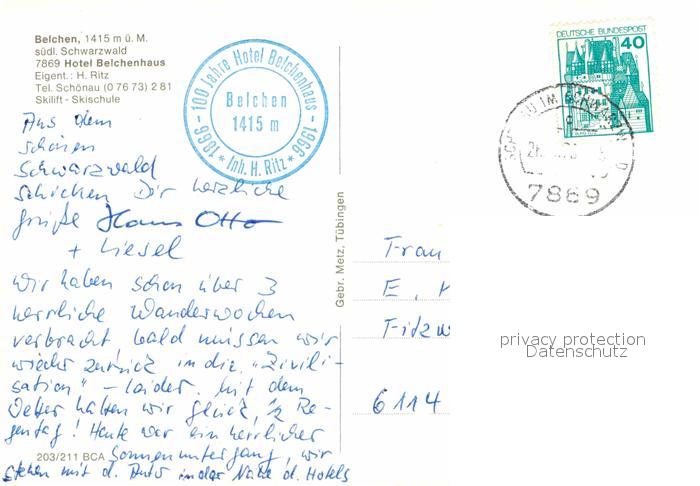 Belchen, 1415 m ü. M.
südl. Schwarzwald
7869 Hotel Belchenhaus
Eigent.: H. Ritz
Tel. Schönau (0 76 73) 2 81
Skilift - Skischule
1866 - 100 Jahre Hotel Belchenhaus - 1966
Belchen
1415 m
* Inh. H. Ritz *
DEUTSCHE BUNDESPOST
40
IM SCHWARZW
7869
Aus dem
schönen
Schwarzwald
schicken Dir herzliche
Grüße Hans Otto
+ Liesel
Wir haben schon über 3
herrliche Wanderwochen
verbracht bald müssen wir
wieder zurück in die „Zivili-
sation" - leider. Mit dem
Wetter hatten wir Glück, ½ Re-
gentag! Heute war ein herrlicher
Sonnenuntergang, wir
stehen mit d. Auto in der Nähe d. Hotels
203/211 BCA
Gebr. Metz, Tübingen
Frau
E.
6114
privacy protection
Datenschutz